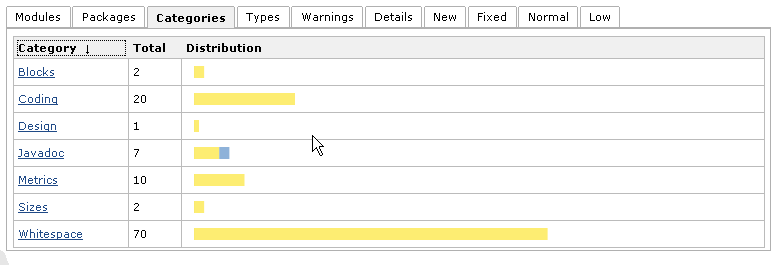 Modules Packages Categories Types Warnings Details New Fixed Normal Low
Category ↓ Total Distribution
Blocks 2
Coding 20
Design 1
Javadoc 7
Metrics 10
Sizes 2
Whitespace 70